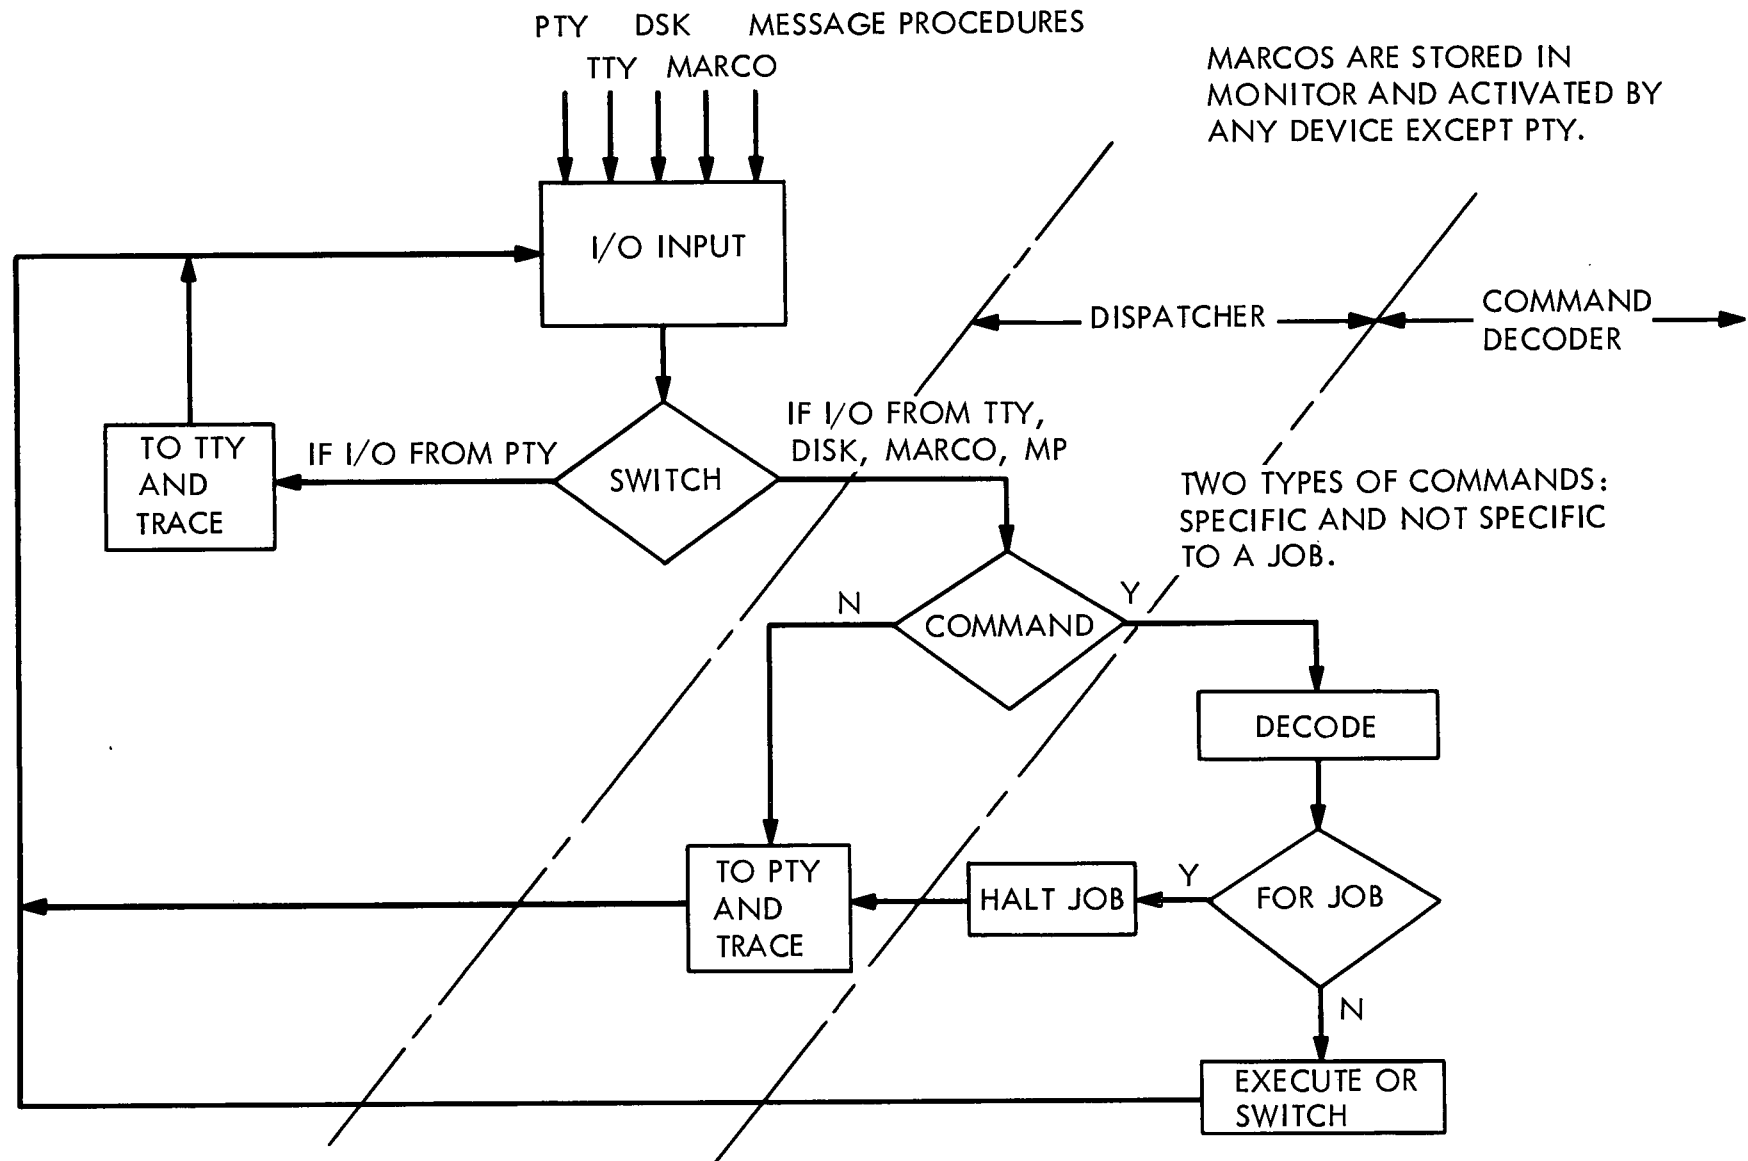 PTY DSK MESSAGE PROCEDURES
TTY MARCO
MARCOS ARE STORED IN
MONITOR AND ACTIVATED BY
ANY DEVICE EXCEPT PTY.
I/O INPUT
DISPATCHER
COMMAND
DECODER
IF I/O FROM TTY,
DISK, MARCO, MP
TO TTY
AND
TRACE
IF I/O FROM PTY
SWITCH
TWO TYPES OF COMMANDS:
SPECIFIC AND NOT SPECIFIC
TO A JOB.
N
COMMAND
Y
DECODE
TO PTY
AND
TRACE
HALT JOB
Y
FOR JOB
N
EXECUTE OR
SWITCH